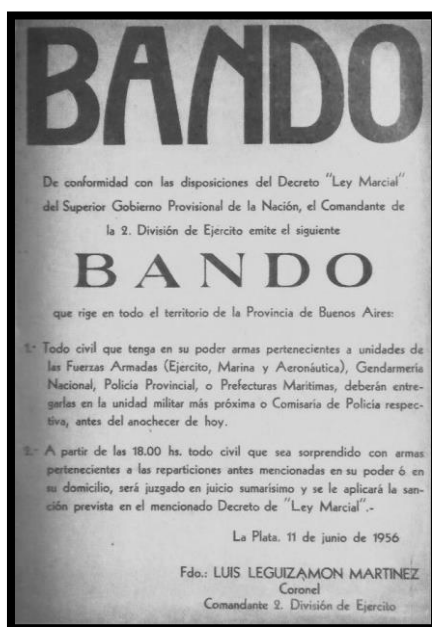 BANDO
De conformidad con las disposiciones del Decreto "Ley Marcial"
del Superior Gobierno Provisional de la Nación, el Comandante de
la 2. División de Ejército emite el siguiente
BANDO
que rige en todo el territorio de la Provincia de Buenos Aires:
1.- Todo civil que tenga en su poder armas pertenecientes a unidades de
las Fuerzas Armadas (Ejercito, Marina y Aeronáutica), Gendarmería
Nacional, Policía Provincial, o Prefecturas Marítimas, deberán entre-
garlas en la unidad militar más próxima o Comisaría de Policía respec-
tiva, antes del anochecer de hoy.
2.- A partir de las 18.00 hs. todo civil que sea sorprendido con armas
pertenecientes a las reparticiones antes mencionadas en su poder ó en
su domicilio, será juzgado en juicio sumarísimo y se le aplicará la san-
ción prevista en el mencionado Decreto de "Ley Marcial".-
La Plata. 11 de junio de 1956
Fdo.: LUIS LEGUIZAMON MARTINEZ
Coronel
Comandante 2. División de Ejercito